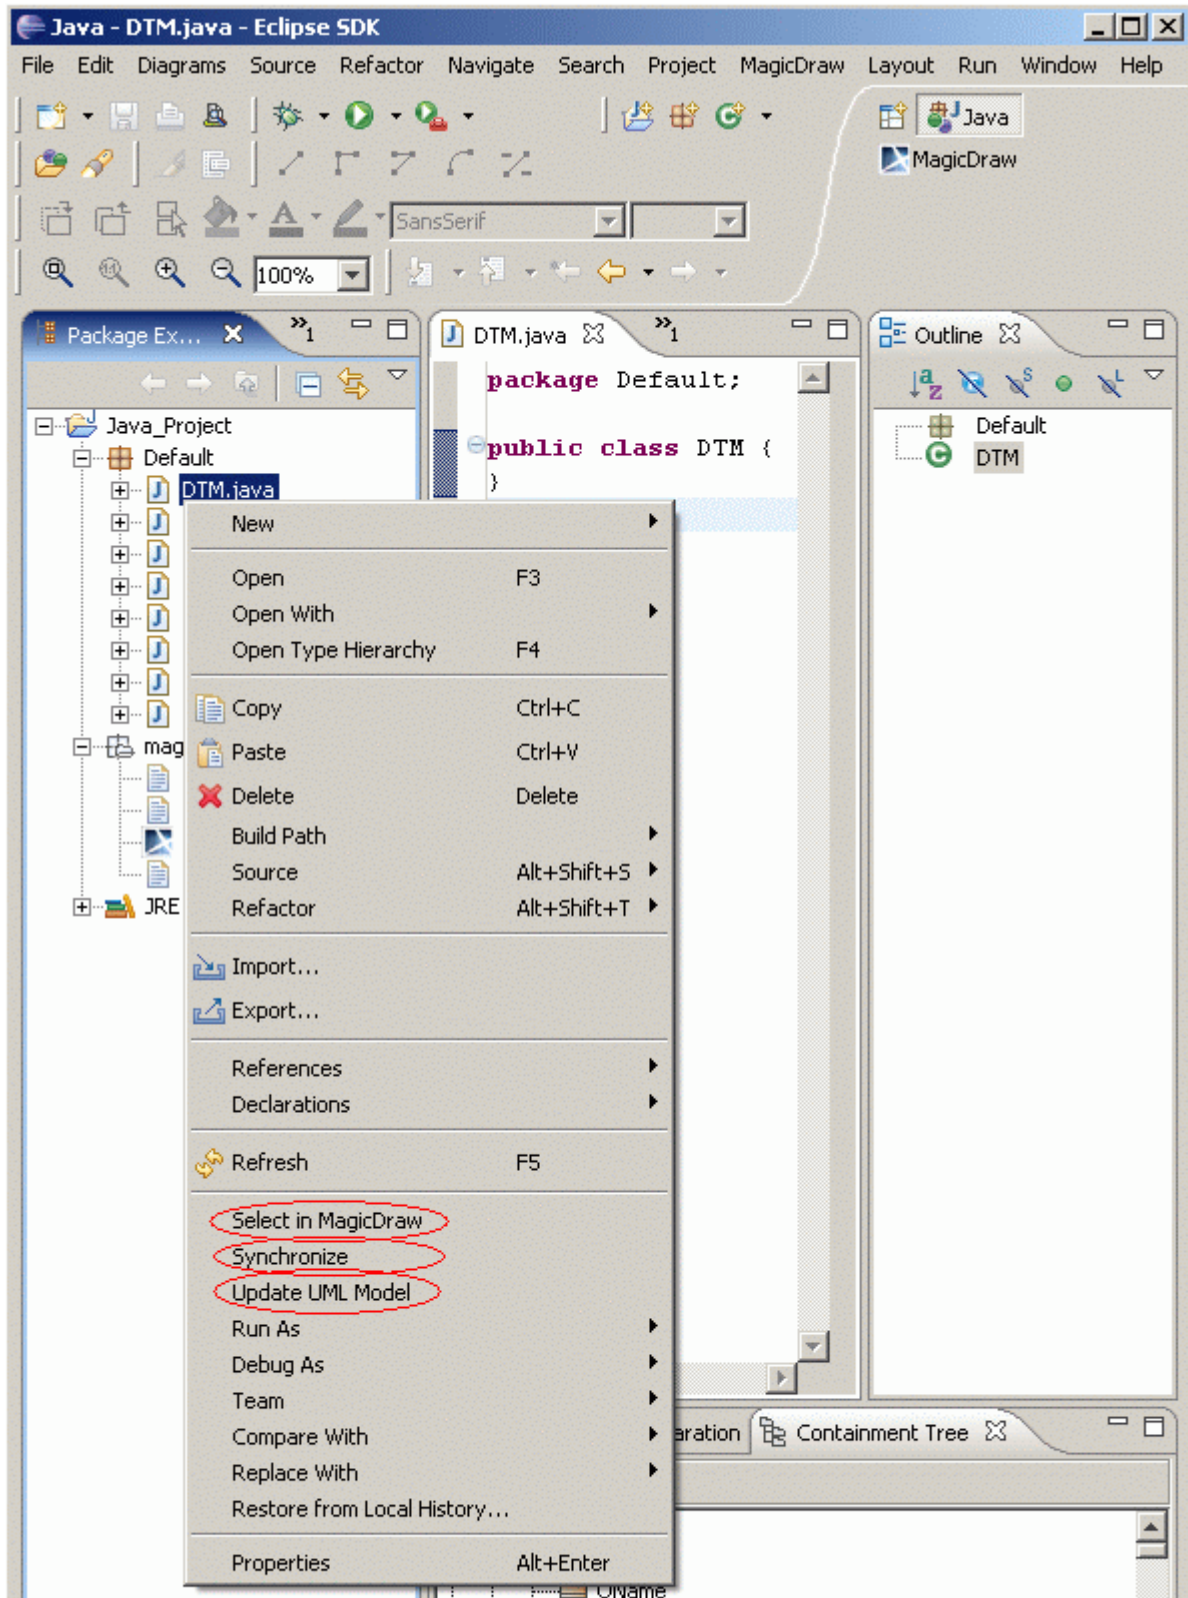 Java - DTM.java - Eclipse SDK
File Edit Diagrams Source Refactor Navigate Search Project MagicDraw Layout Run Window Help
Java
MagicDraw
SansSerif
100%
Package Ex... »1
DTM.java »1
Outline
Java_Project
Default
DTM.java
mag
JRE
package Default;
public class DTM {
}
Default
DTM
New
Open F3
Open With
Open Type Hierarchy F4
Copy Ctrl+C
Paste Ctrl+V
Delete Delete
Build Path
Source Alt+Shift+S
Refactor Alt+Shift+T
Import...
Export...
References
Declarations
Refresh F5
Select in MagicDraw
Synchronize
Update UML Model
Run As
Debug As
Team
Compare With
Replace With
Restore from Local History...
Properties Alt+Enter
aration Containment Tree